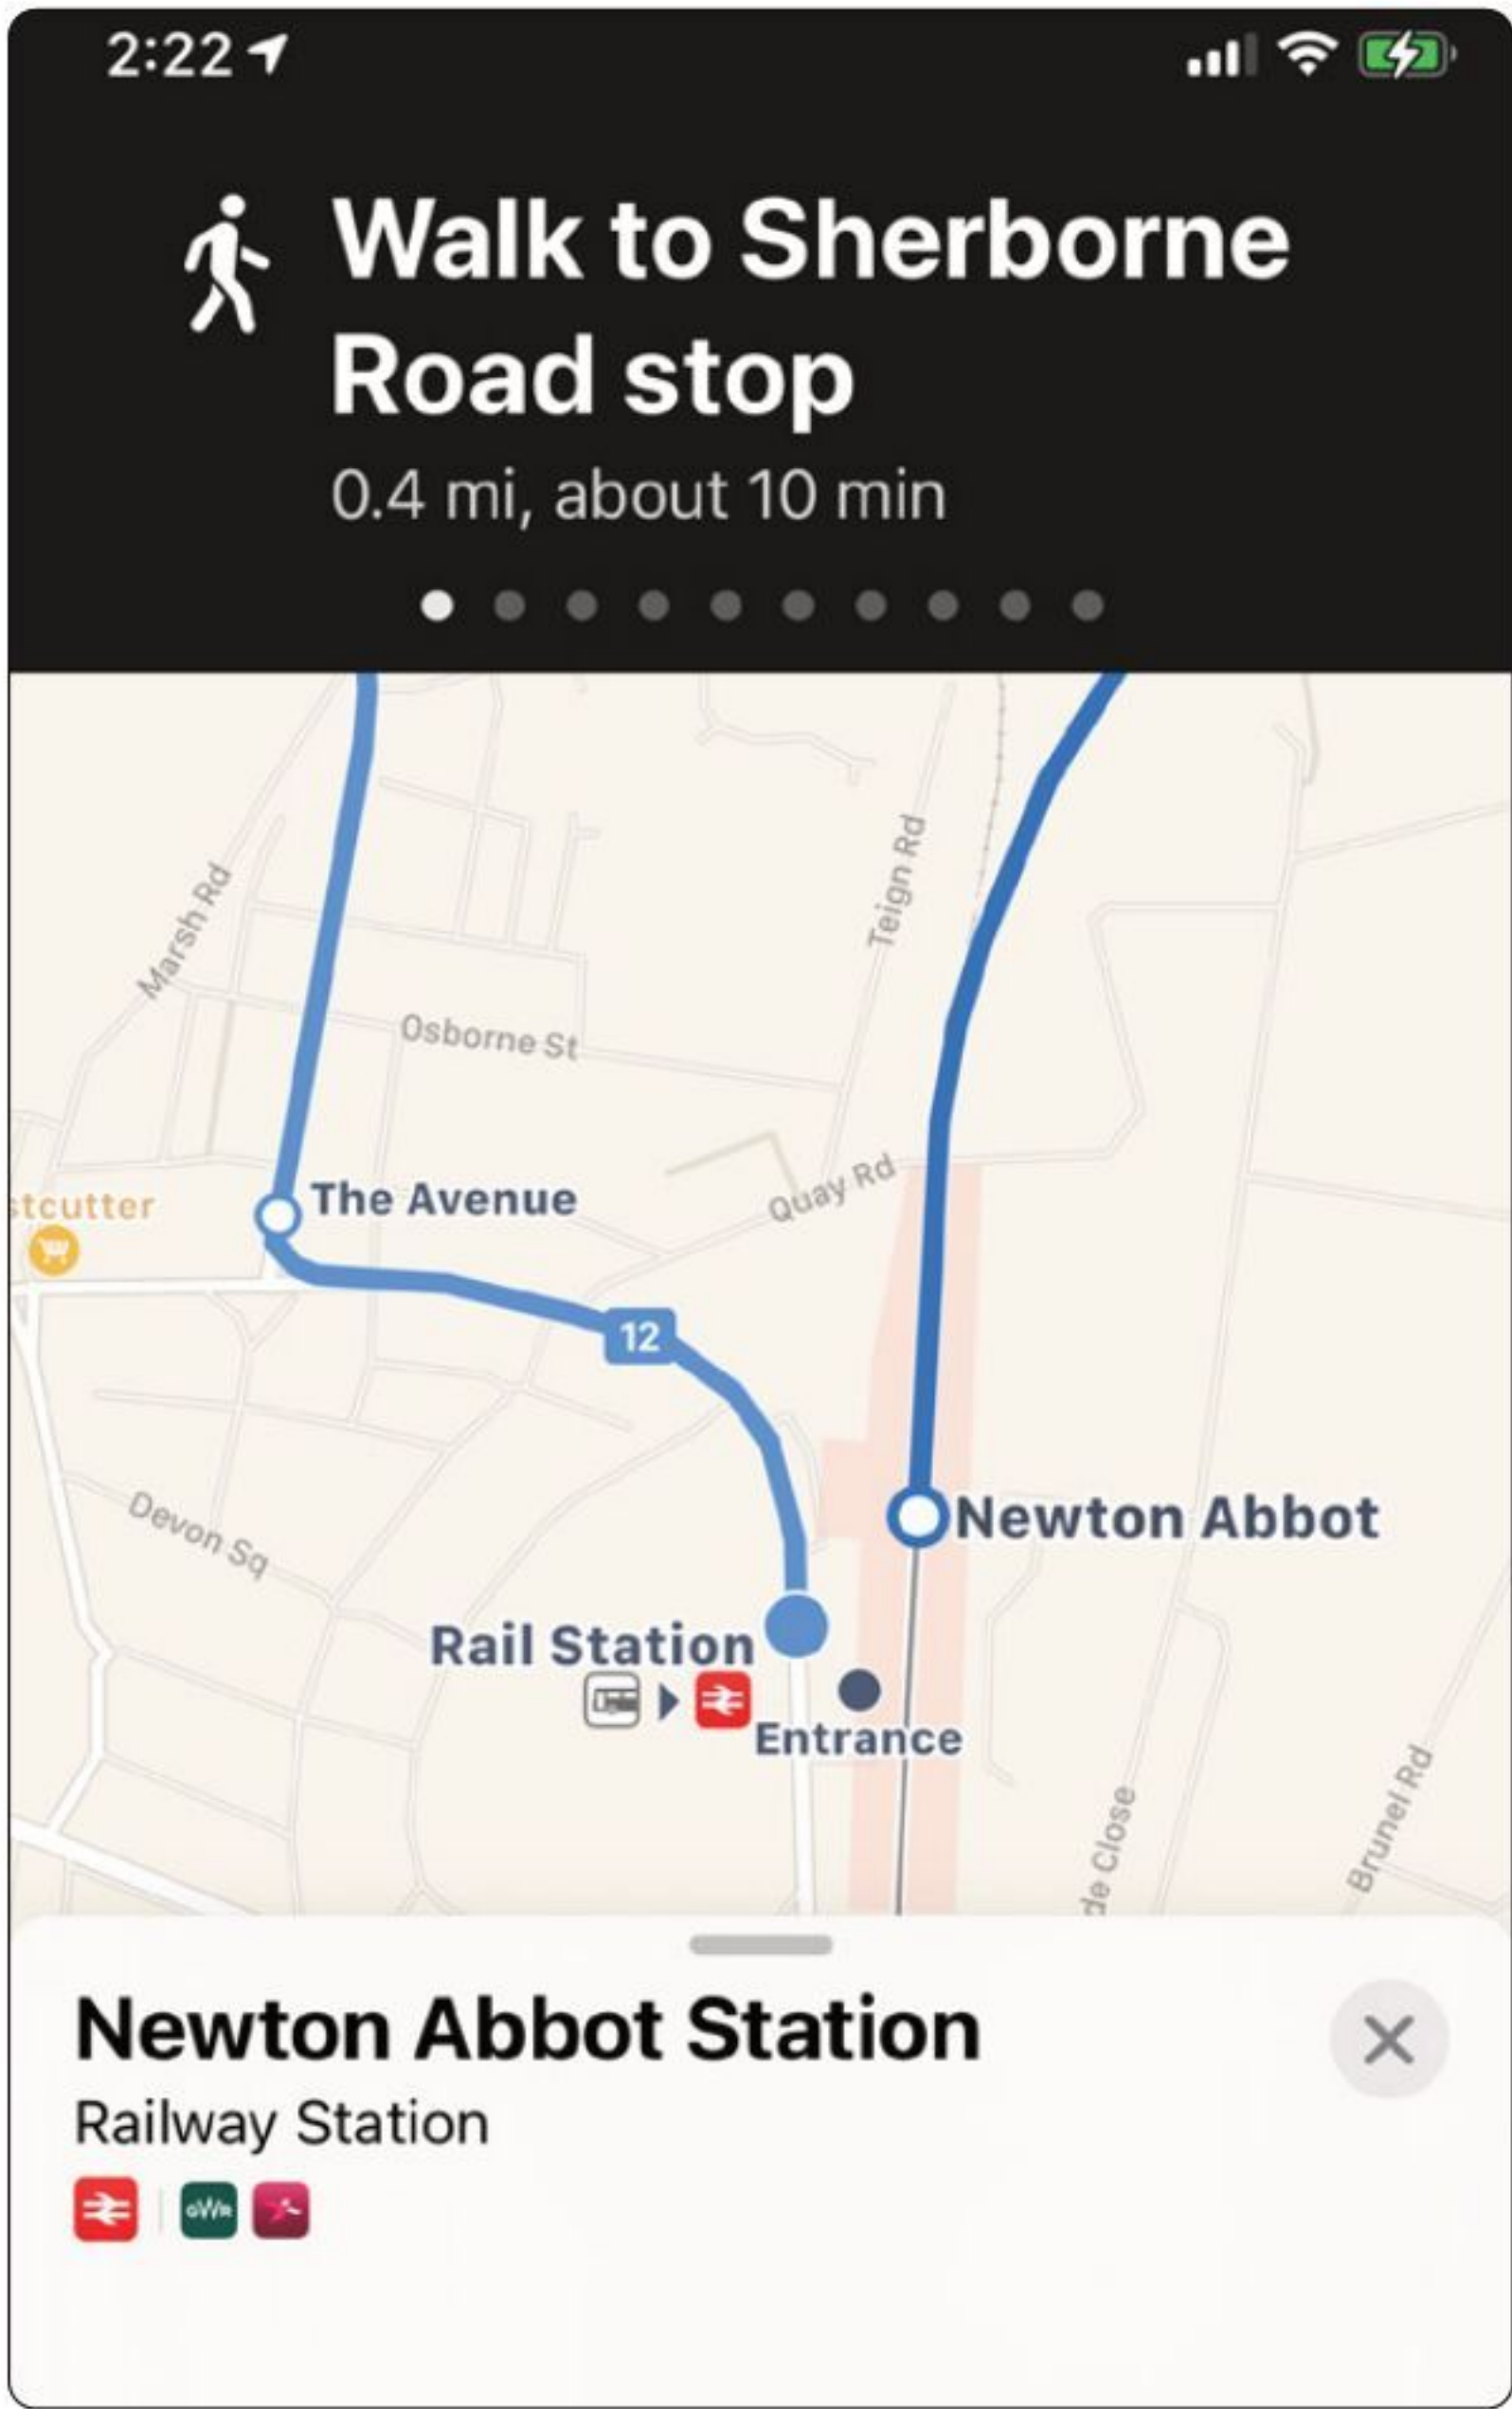 2:22
Walk to Sherborne
Road stop
0.4 mi, about 10 min
Marsh Rd
Teign Rd
Osborne St
Quay Rd
stcutter
The Avenue
12
Devon Sq
Newton Abbot
Rail Station
Entrance
de Close
Brunel Rd
Newton Abbot Station
Railway Station
GWR